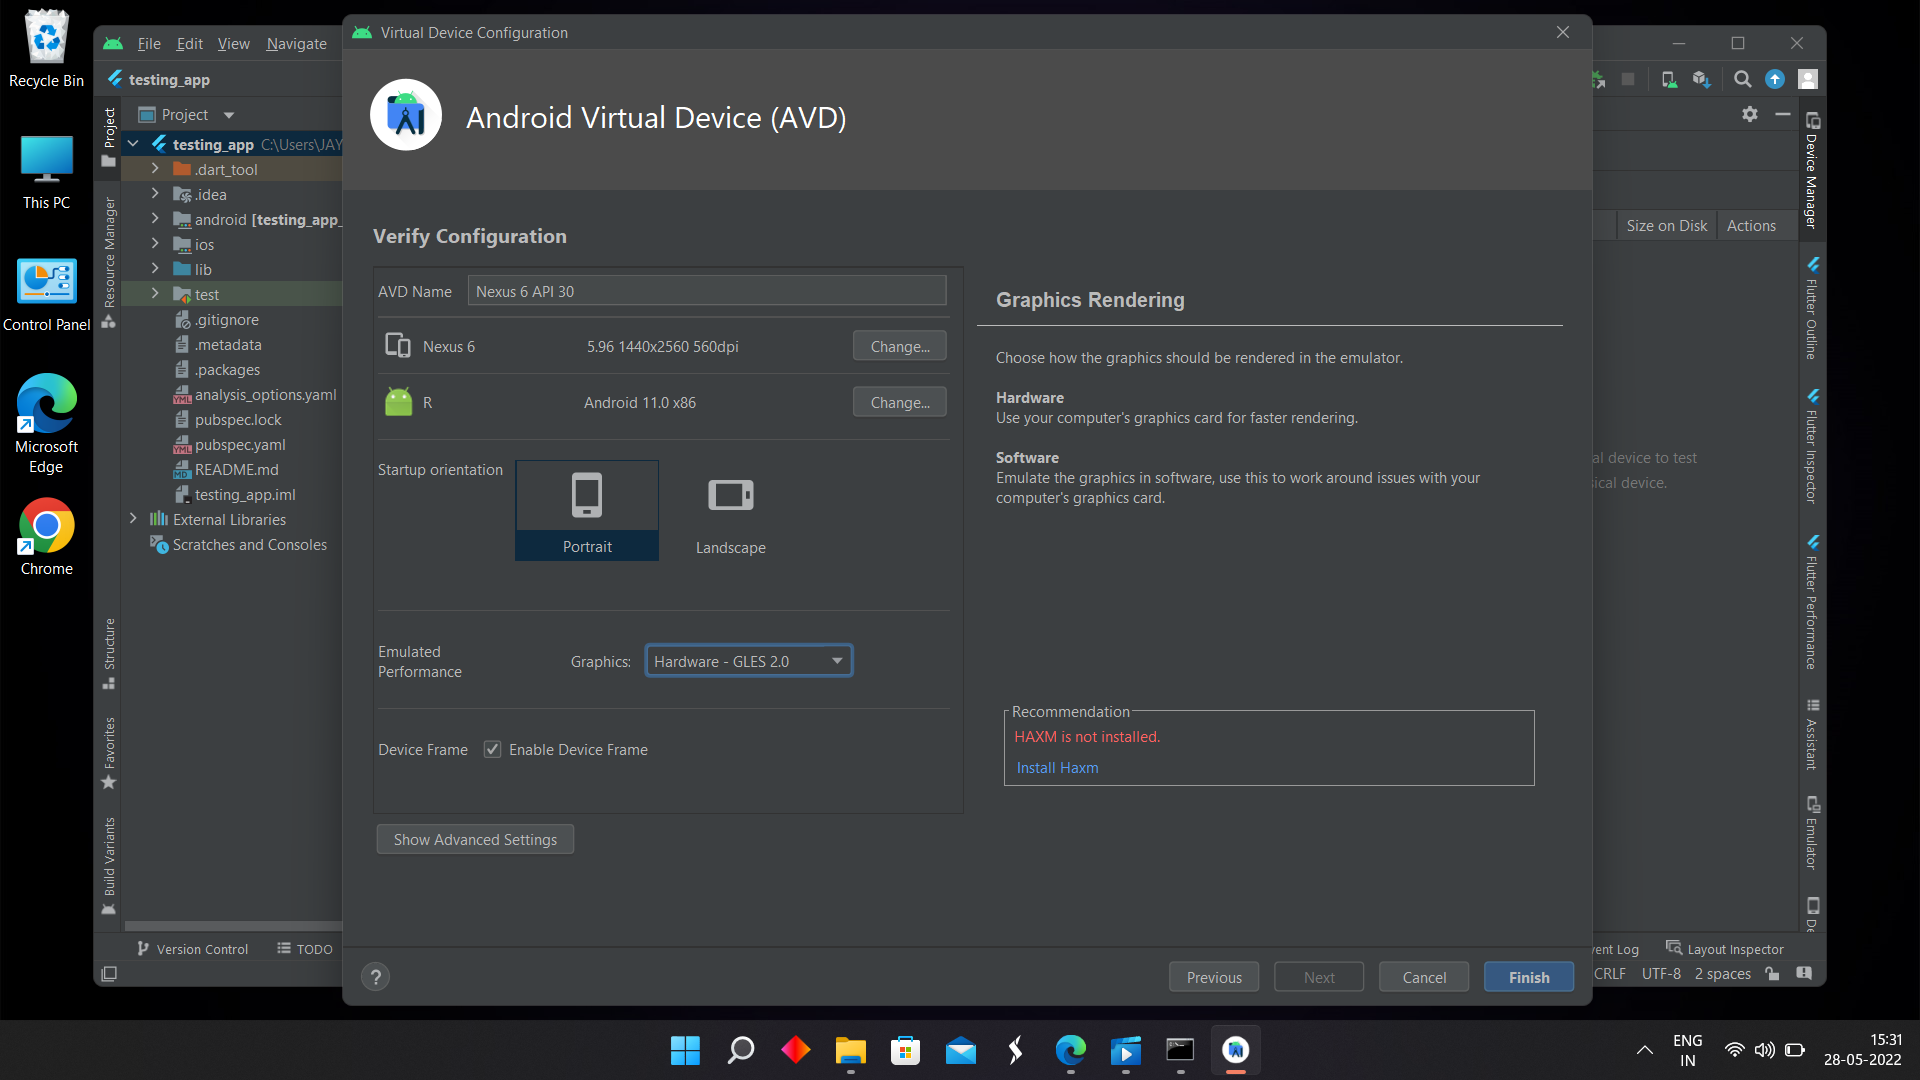 Recycle Bin
This PC
Control Panel
Microsoft
Edge
Chrome
File Edit View Navigate
testing_app
Project
testing_app C:\Users\JAY
.dart_tool
.idea
android [testing_app_
ios
lib
test
.gitignore
.metadata
.packages
analysis_options.yaml
pubspec.lock
pubspec.yaml
README.md
testing_app.iml
External Libraries
Scratches and Consoles
Project
Resource Manager
Structure
Favorites
Build Variants
Version Control TODO
Virtual Device Configuration
Android Virtual Device (AVD)
Verify Configuration
AVD Name Nexus 6 API 30
Nexus 6 5.96 1440x2560 560dpi Change...
R Android 11.0 x86 Change...
Startup orientation
Portrait
Landscape
Emulated
Performance
Graphics: Hardware - GLES 2.0
Device Frame Enable Device Frame
Show Advanced Settings
Graphics Rendering
Choose how the graphics should be rendered in the emulator.
Hardware
Use your computer's graphics card for faster rendering.
Software
Emulate the graphics in software, use this to work around issues with your
computer's graphics card.
Recommendation
HAXM is not installed.
Install Haxm
? Previous Next Cancel Finish
Size on Disk Actions
al device to test
sical device.
Device Manager
Flutter Outline
Flutter Inspector
Flutter Performance
Assistant
Emulator
De
vent Log Layout Inspector
CRLF UTF-8 2 spaces
ENG
IN
15:31
28-05-2022